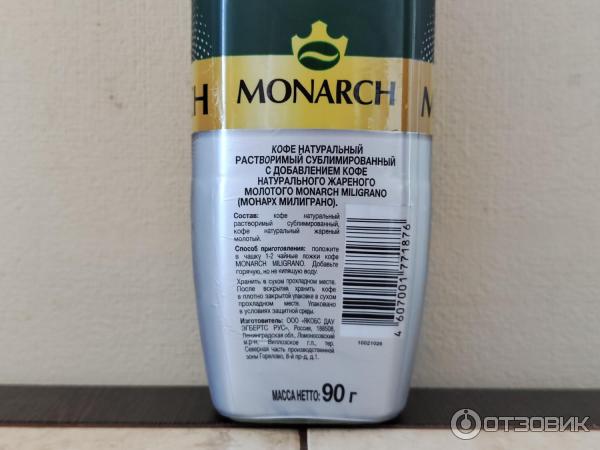 MONARCH
КОФЕ НАТУРАЛЬНЫЙ
РАСТВОРИМЫЙ СУБЛИМИРОВАННЫЙ
С ДОБАВЛЕНИЕМ КОФЕ
НАТУРАЛЬНОГО ЖАРЕНОГО
МОЛОТОГО MONARCH MILIGRANO
(МОНАРХ МИЛИГРАНО).
Состав: кофе натуральный
растворимый сублимированный,
кофе натуральный жареный
молотый.
Способ приготовления: положите
в чашку 1-2 чайные ложки кофе
MONARCH MILIGRANO. Добавьте
горячую, но не кипящую воду.
Хранить в сухом прохладном месте.
После вскрытия хранить кофе
в плотно закрытой упаковке в сухом
прохладном месте. Упаковано
в условиях защитной среды.
Изготовитель: ООО «ЯКОБС ДАУ
ЭГБЕРТС РУС», Россия, 188508,
Ленинградская обл., Ломоносовский
м.р-н, Виллозское г.п., тер.
Северная часть производственной
зоны Горелово, 8-й пр-д, д.1.
4 607001 771876
10021026
МАССА НЕТТО: 90 г
ОТЗОВИК